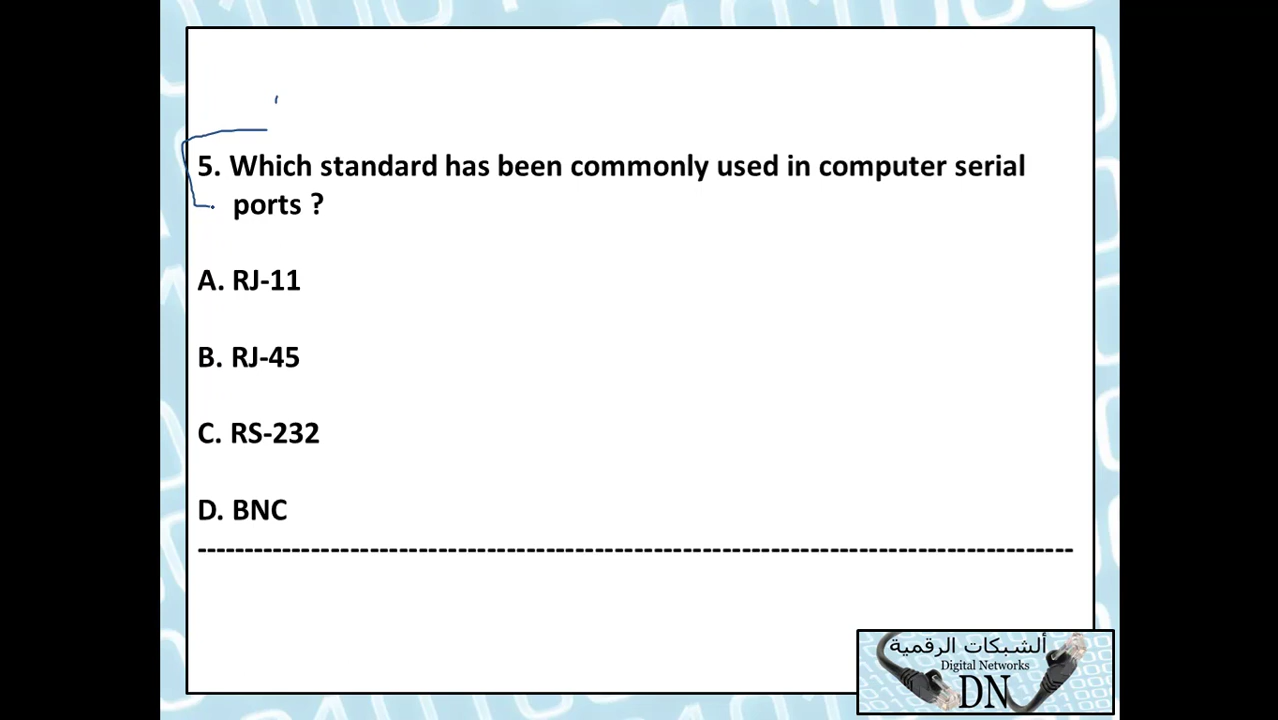 5. Which standard has been commonly used in computer serial
ports ?
A. RJ-11
B. RJ-45
C. RS-232
D. BNC
--------------------------------------------------------------------------------
ألشبكات الرقمية
Digital Networks
DN